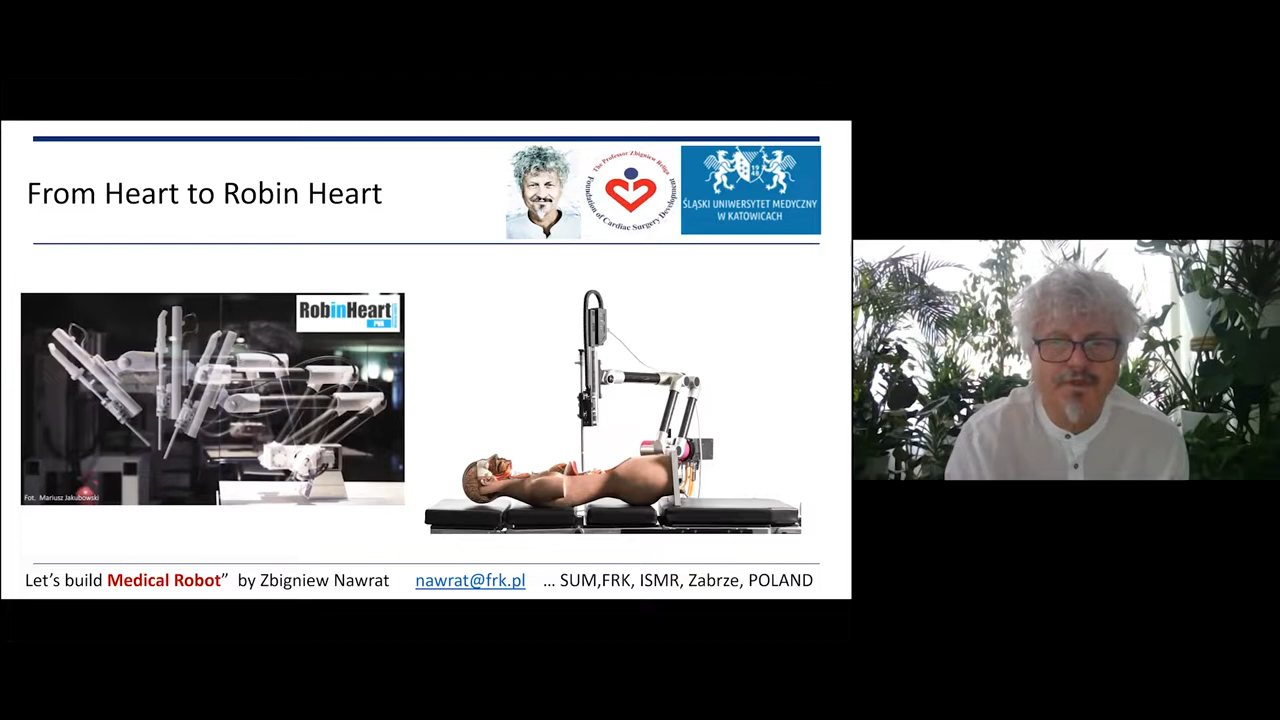 From Heart to Robin Heart
The Professor Zbigniew Religa
Foundation of Cardiac Surgery Development
ŚLĄSKI UNIWERSYTET MEDYCZNY
W KATOWICACH
RobinHeart
PVA
Fot. Mariusz Jakubowski
Let's build Medical Robot” by Zbigniew Nawrat nawrat@frk.pl ... SUM,FRK, ISMR, Zabrze, POLAND